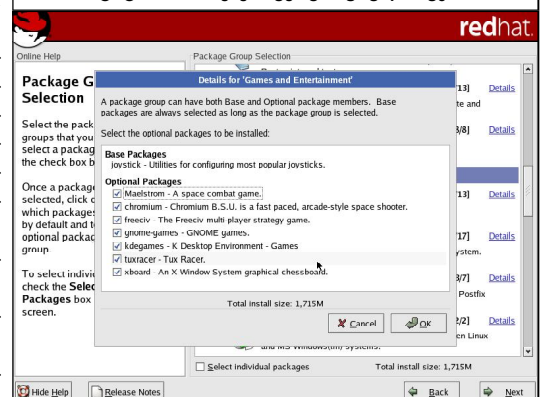 redhat.
Online Help
Package G
Selection
Select the pack
groups that you
select a packag
the check box b
Once a package
selected, click
which packages
by default and t
optional packag
group
To select indivi
check the Selec
Packages box
screen.
Package Group Selection
Details for 'Games and Entertainment'
A package group can have both Base and Optional package members. Base
packages are always selected as long as the package group is selected.
Select the optional packages to be installed:
Base Packages
joystick - Utilities for configuring most popular joysticks.
Optional Packages
Maelstrom - A space combat game.
chromium - Chromium B.S.U. is a fast paced, arcade-style space shooter.
freeciv - The Freeciv multi player strategy game.
gnome-games - GNOME games.
kdegames - K Desktop Environment - Games
tuxracer - Tux Racer.
xboard - An X Window System graphical chessboard.
Total install size: 1,715M
Cancel
OK
/13] Details
te and
8/8] Details
/13] Details
/17] Details
ystem.
3/7] Details
Postfix
2/2] Details
cen Linux
and MS Windows(tm) systems.
Select individual packages
Total install size: 1,715M
Hide Help
Release Notes
Back
Next